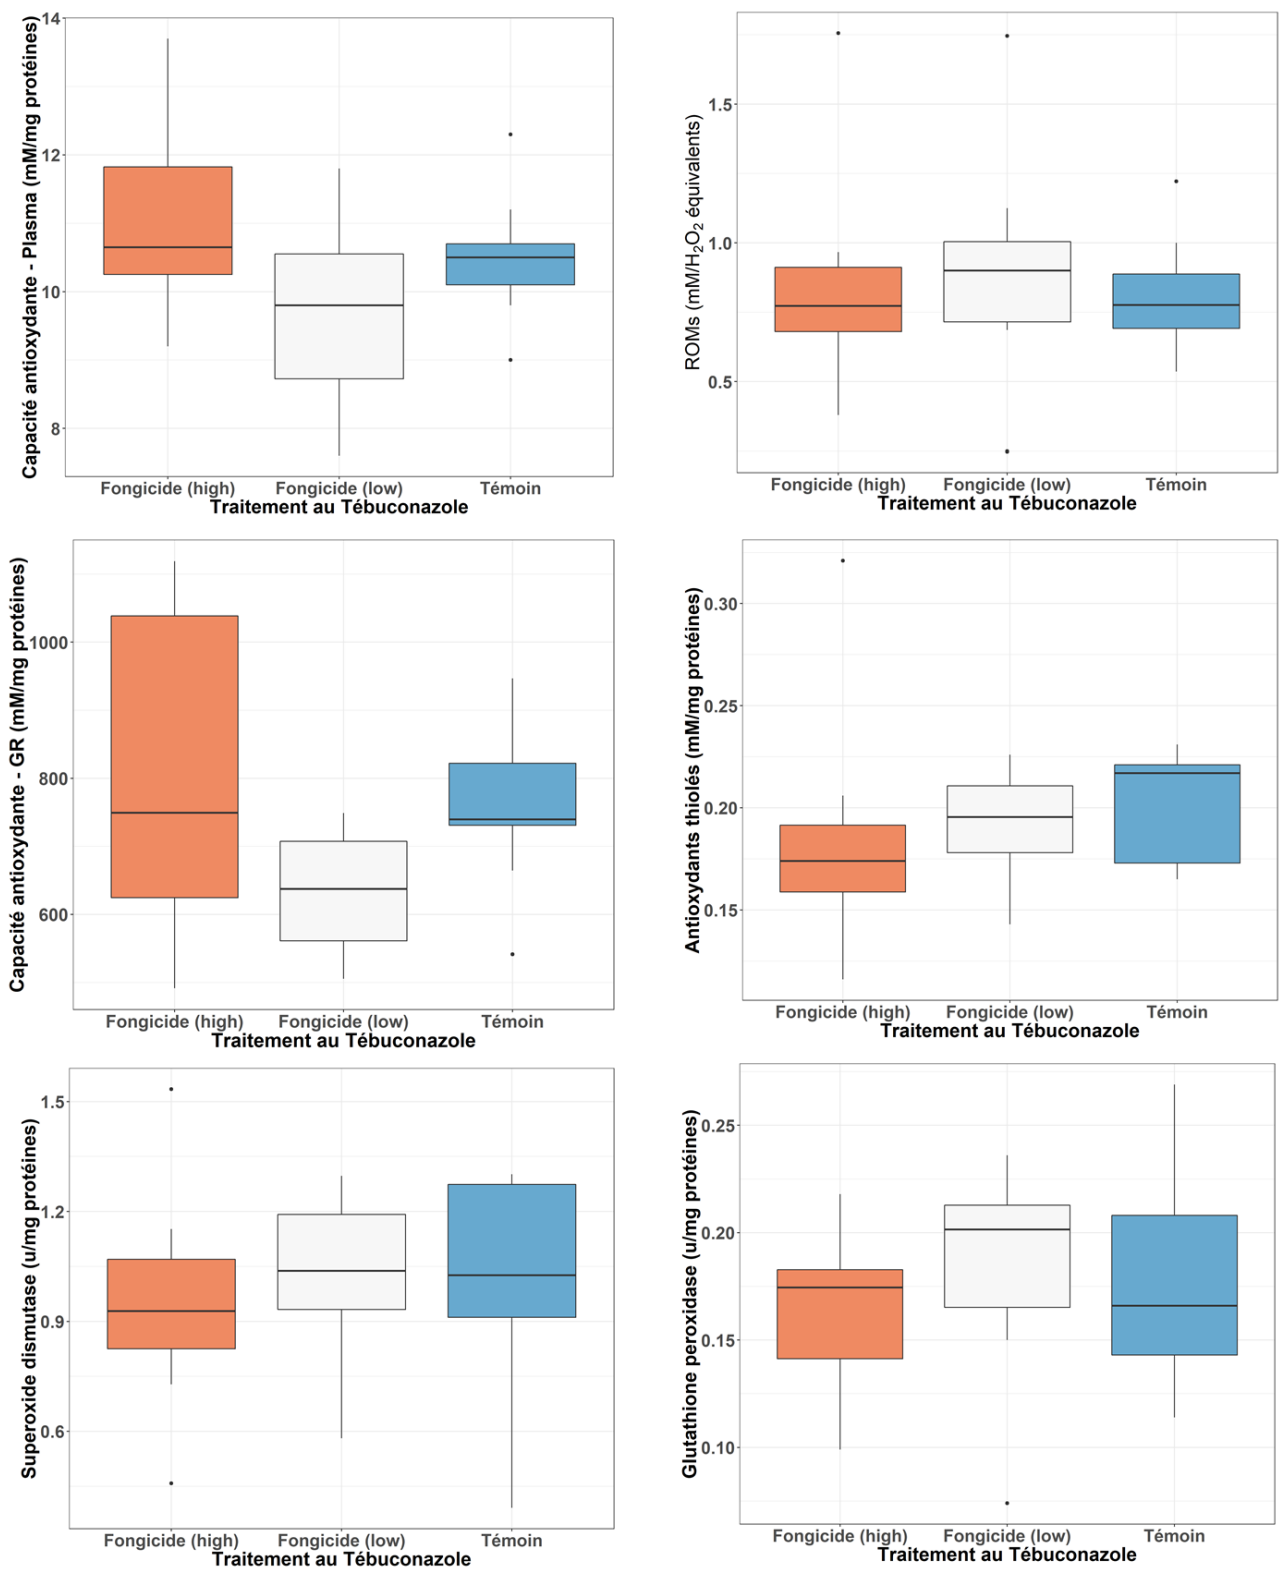 Capacité antioxydante - Plasma (mM/mg protéines)
14
12
10
8
Fongicide (high) Fongicide (low) Témoin
Traitement au Tébuconazole
ROMs (mM/H₂O₂ équivalents)
1.5
1.0
0.5
Fongicide (high) Fongicide (low) Témoin
Traitement au Tébuconazole
Capacité antioxydante - GR (mM/mg protéines)
1000
800
600
Fongicide (high) Fongicide (low) Témoin
Traitement au Tébuconazole
Antioxydants thiolés (mM/mg protéines)
0.30
0.25
0.20
0.15
Fongicide (high) Fongicide (low) Témoin
Traitement au Tébuconazole
Superoxide dismutase (u/mg protéines)
1.5
1.2
0.9
0.6
Fongicide (high) Fongicide (low) Témoin
Traitement au Tébuconazole
Glutathione peroxidase (u/mg protéines)
0.25
0.20
0.15
0.10
Fongicide (high) Fongicide (low) Témoin
Traitement au Tébuconazole